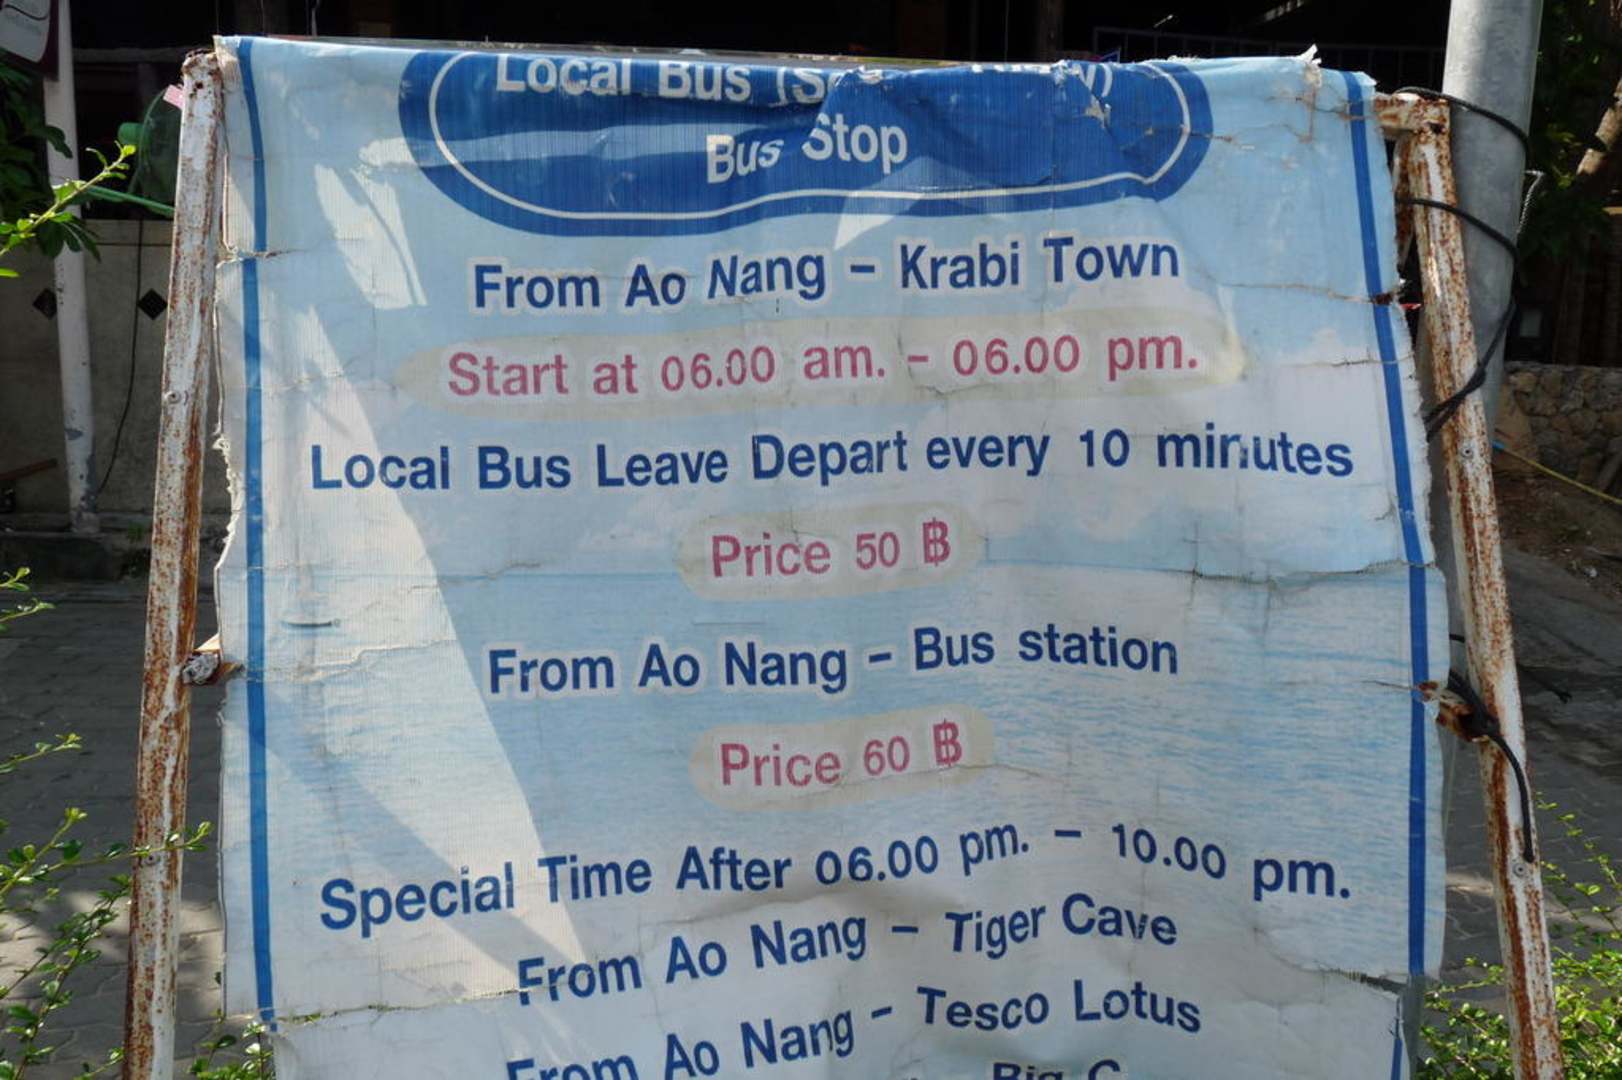 Local Bus
Bus Stop
From Ao Nang - Krabi Town
Start at 06.00 am. - 06.00 pm.
Local Bus Leave Depart every 10 minutes
Price 50 ฿
From Ao Nang - Bus station
Price 60 ฿
Special Time After 06.00 pm. - 10.00 pm.
From Ao Nang - Tiger Cave
From Ao Nang - Tesco Lotus
Big C